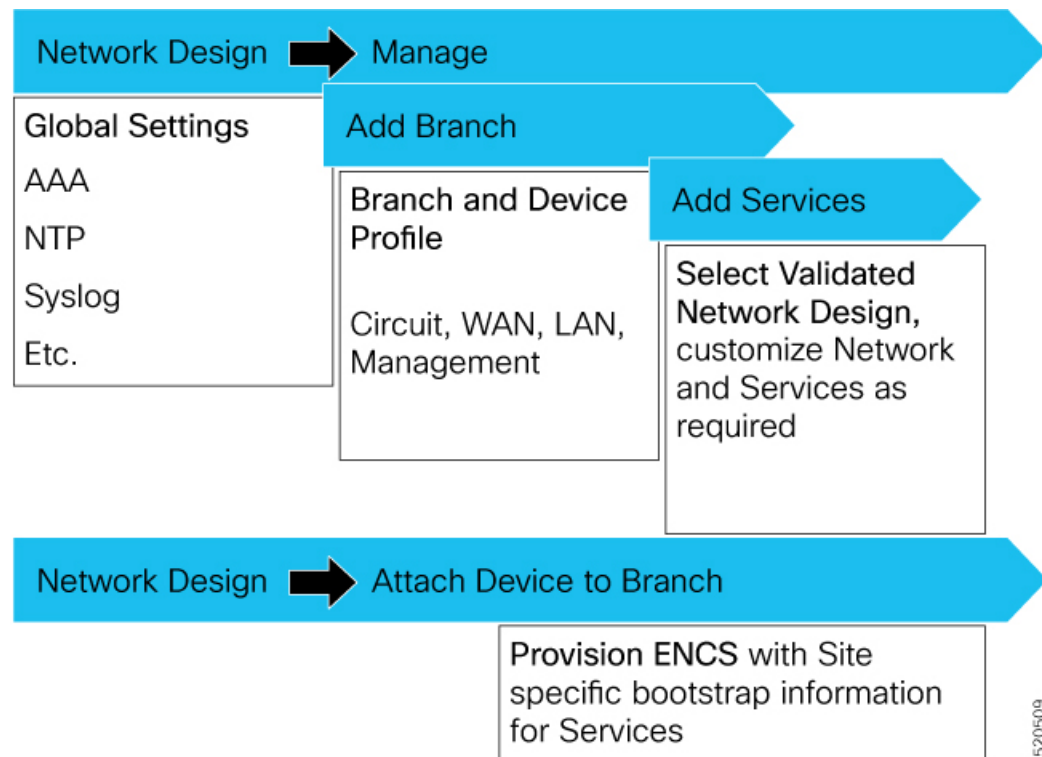 Network Design Manage
Global Settings
AAA
NTP
Syslog
Etc.
Add Branch
Branch and Device
Profile
Circuit, WAN, LAN,
Management
Add Services
Select Validated
Network Design,
customize Network
and Services as
required
Network Design Attach Device to Branch
Provision ENCS with Site
specific bootstrap information
for Services
520509